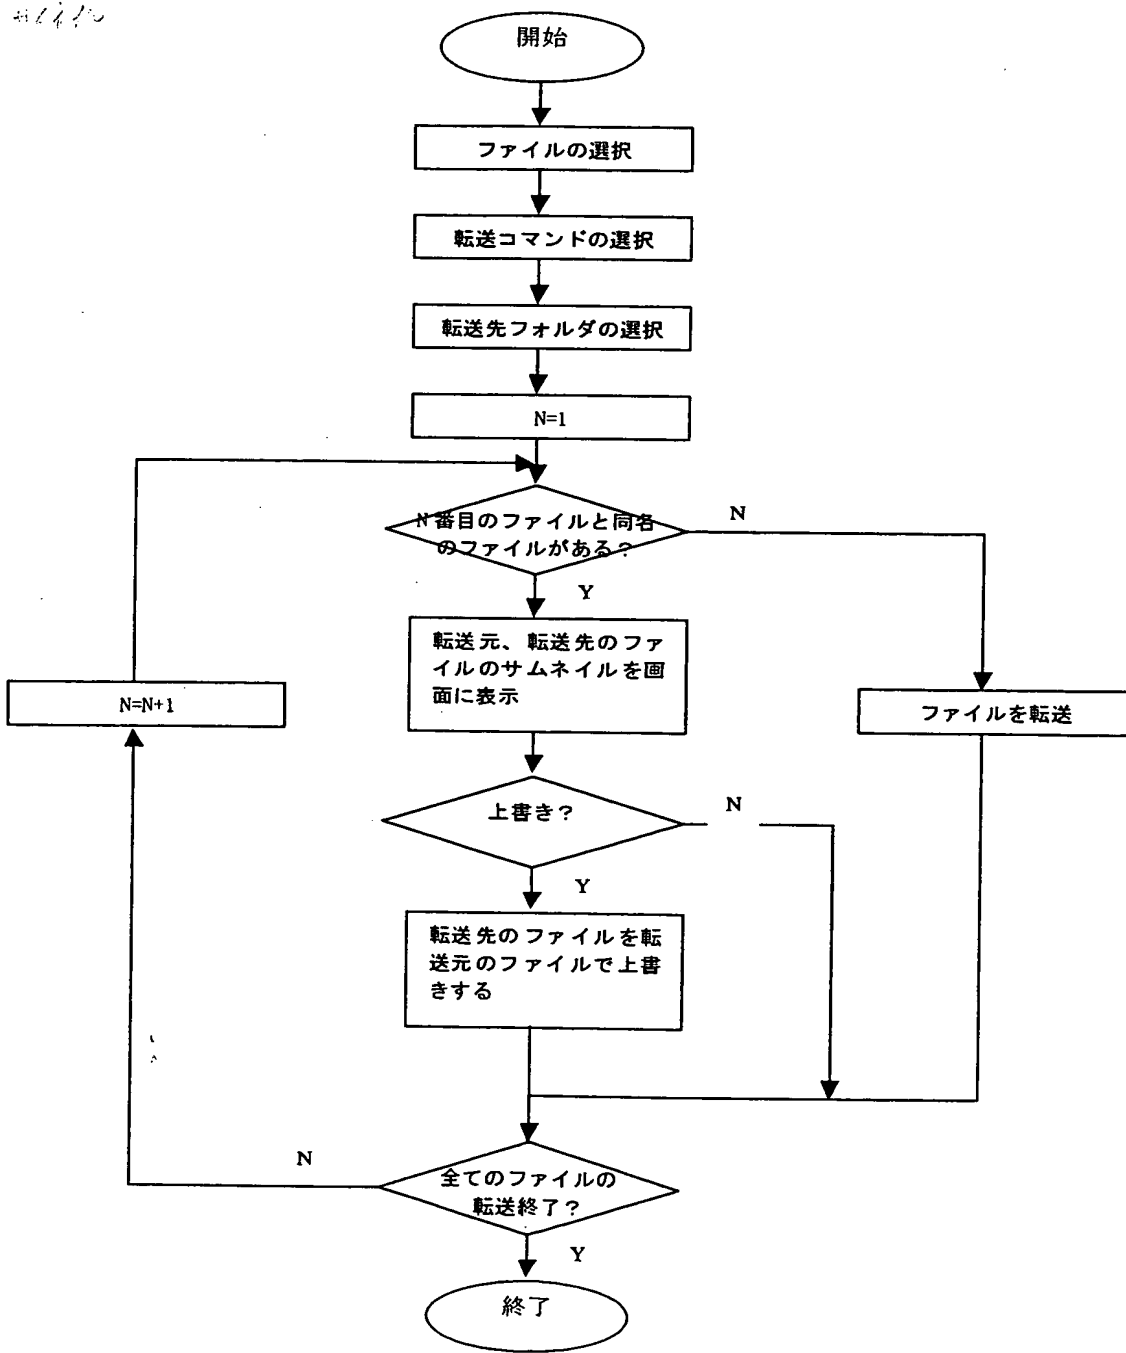 開始
ファイルの選択
転送コマンドの選択
転送先フォルダの選択
N=1
N番目のファイルと同名
のファイルがある?
N
Y
転送元、転送先のファ
イルのサムネイルを画
面に表示
N=N+1
ファイルを転送
上書き?
N
Y
転送先のファイルを転
送元のファイルで上書
きする
N
全てのファイルの
転送終了?
Y
終了